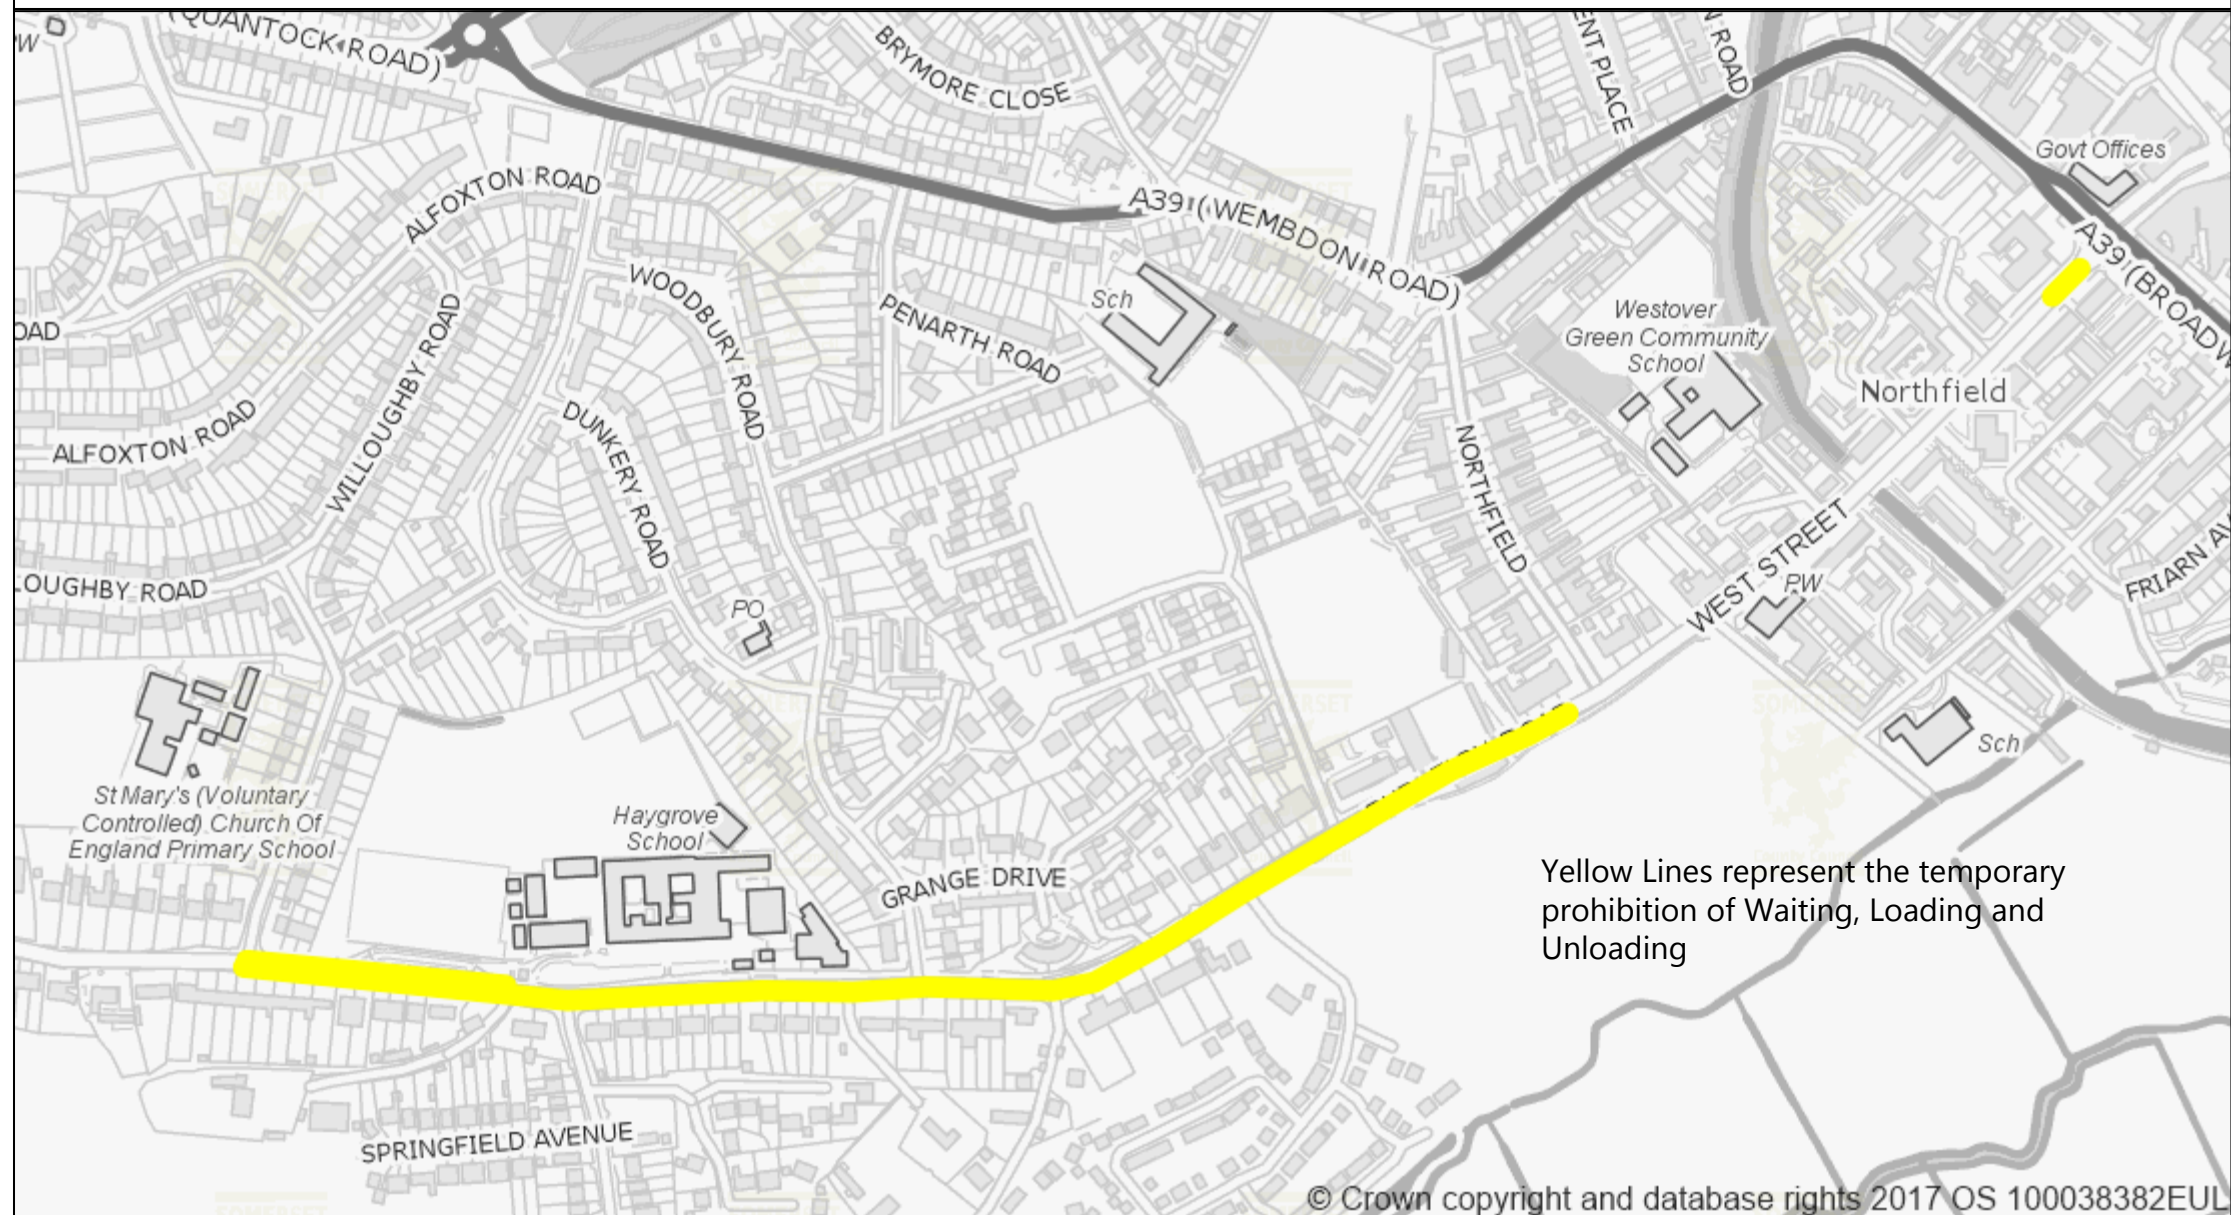 (QUANTOCK ROAD)
PW
BRYMORE CLOSE
ENT PLACE
N ROAD
Govt Offices
ALFOXTON ROAD
A39 (WEMBDON ROAD)
A39 (BROADW
WOODBURY ROAD
PENARTH ROAD
Sch
Westover
Green Community
School
OAD
WILLOUGHBY ROAD
Northfield
ALFOXTON ROAD
DUNKERY ROAD
NORTHFIELD
WEST STREET
PW
FRIARN AV
LOUGHBY ROAD
PO
Sch
St Mary's (Voluntary
Controlled) Church Of
England Primary School
Haygrove
School
GRANGE DRIVE
Yellow Lines represent the temporary
prohibition of Waiting, Loading and
Unloading
SPRINGFIELD AVENUE
© Crown copyright and database rights 2017 OS 100038382EUL